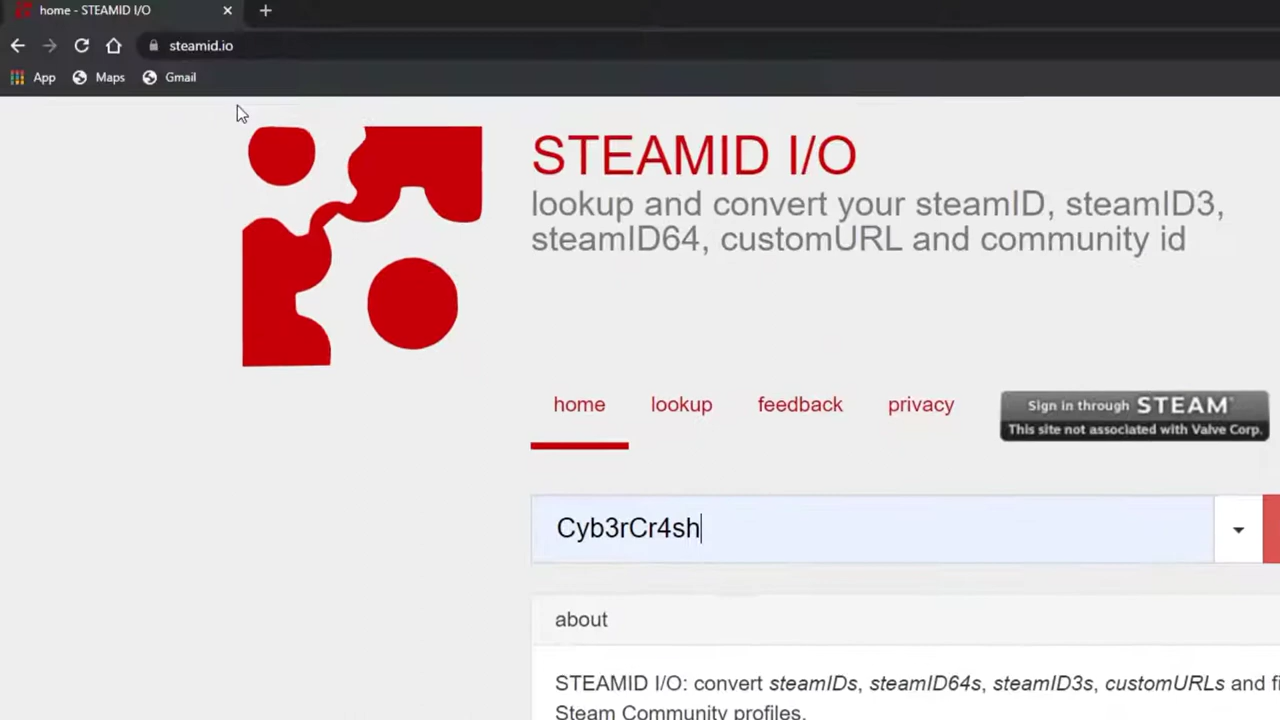 home - STEAMID I/O
steamid.io
App Maps Gmail
STEAMID I/O
lookup and convert your steamID, steamID3,
steamID64, customURL and community id
home lookup feedback privacy
Sign in through STEAM
This site not associated with Valve Corp.
Cyb3rCr4sh
about
STEAMID I/O: convert steamIDs, steamID64s, steamID3s, customURLs and fi
Steam Community profiles.